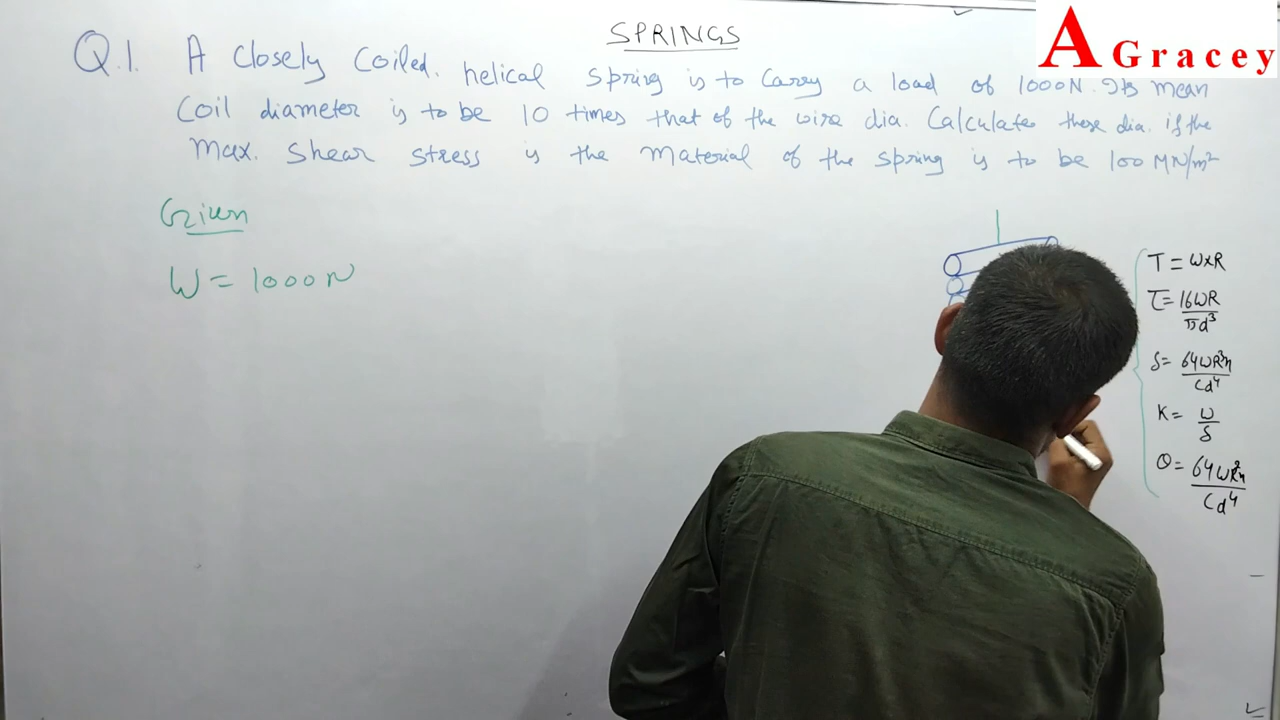 SPRINGS
A Gracey
Q.1. A Closely Coiled. helical spring is to Carry a load of 1000N. Its mean
Coil diameter is to be 10 times that of the wire dia. Calculate these dia. if the
Max. Shear stress is the Material of the spring is to be 100 MN/m²
Given
W = 1000 N
T = W×R
τ = 16WR/πd³
δ = 64WR³n/Cd⁴
K = W/δ
θ = 64WR²n/Cd⁴